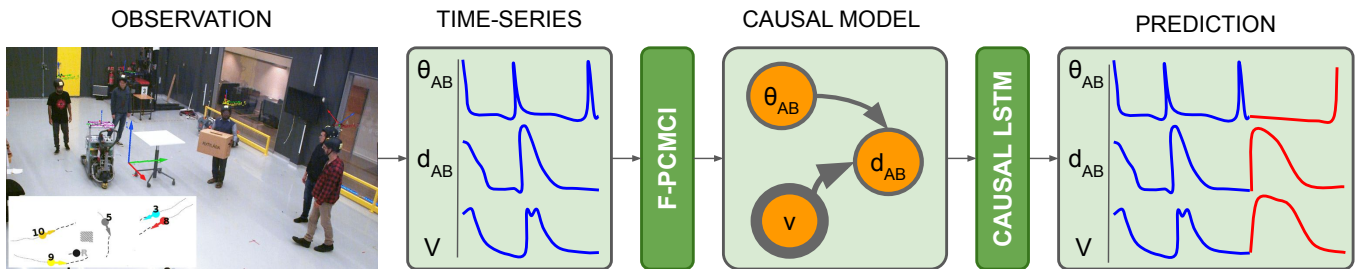 OBSERVATION
TIME-SERIES
CAUSAL MODEL
PREDICTION
θAB
dAB
V
F-PCMCI
θAB
dAB
v
CAUSAL LSTM
θAB
dAB
V
5
3
8
10
R
9